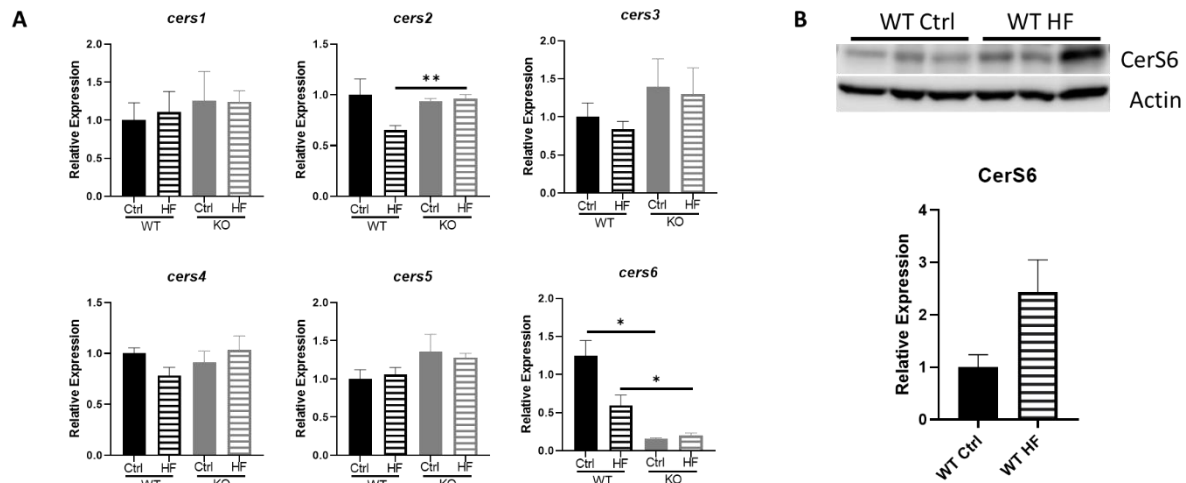 A
cers1
Relative Expression
2.0
1.5
1.0
0.5
0.0
Ctrl HF Ctrl HF
WT KO
cers2
Relative Expression
1.5
1.0
0.5
0.0
**
Ctrl HF Ctrl HF
WT KO
cers3
Relative Expression
2.0
1.5
1.0
0.5
0.0
Ctrl HF Ctrl HF
WT KO
cers4
Relative Expression
1.5
1.0
0.5
0.0
Ctrl HF Ctrl HF
WT KO
cers5
Relative Expression
2.0
1.5
1.0
0.5
0.0
Ctrl HF Ctrl HF
WT KO
cers6
Relative Expression
2.0
1.5
1.0
0.5
0.0
*
*
Ctrl HF Ctrl HF
WT KO
B
WT Ctrl WT HF
CerS6
Actin
CerS6
Relative Expression
4
3
2
1
0
WT Ctrl
WT HF